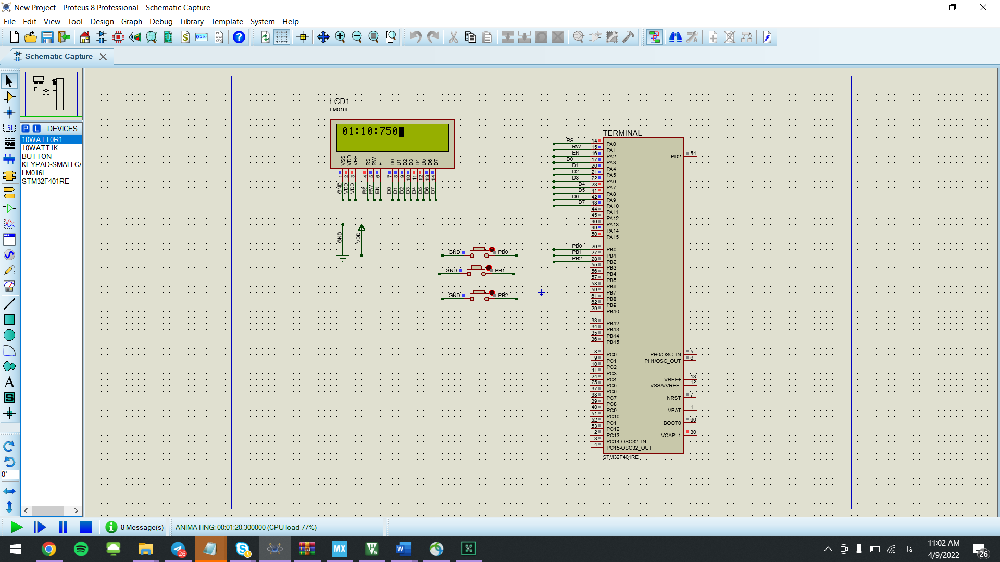 New Project - Proteus 8 Professional - Schematic Capture
File Edit View Tool Design Graph Debug Library Template System Help
Schematic Capture
P L DEVICES
10WATT0R1
10WATT1K
BUTTON
KEYPAD-SMALLCA
LM016L
STM32F401RE
LBL
A
S
0°
LCD1
LM016L
01:10:750
VSS VDD VEE RS RW E D0 D1 D2 D3 D4 D5 D6 D7
1 2 3 4 5 6 7 8 9 10 11 12 13 14
GND VDD VDD RS RW EN D0 D1 D2 D3 D4 D5 D6 D7
GND VDD
GND PB0
GND PB1
GND PB2
TERMINAL
RS 14 PA0
RW 15 PA1
EN 16 PA2
D0 17 PA3
D1 20 PA4
D2 21 PA5
D3 22 PA6
D4 23 PA7
D5 41 PA8
D6 42 PA9
D7 43 PA10
44 PA11
45 PA12
46 PA13
49 PA14
50 PA15
PB0 26 PB0
PB1 27 PB1
PB2 28 PB2
55 PB3
56 PB4
57 PB5
58 PB6
59 PB7
61 PB8
62 PB9
29 PB10
33 PB12
34 PB13
35 PB14
36 PB15
8 PC0
9 PC1
10 PC2
11 PC3
24 PC4
25 PC5
37 PC6
38 PC7
39 PC8
40 PC9
51 PC10
52 PC11
53 PC12
2 PC13
3 PC14-OSC32_IN
4 PC15-OSC32_OUT
PD2 54
PH0/OSC_IN 5
PH1/OSC_OUT 6
VREF+ 13
VSSA/VREF- 12
NRST 7
VBAT 1
BOOT0 60
VCAP_1 30
STM32F401RE
8 Message(s)
ANIMATING: 00:01:20.300000 (CPU load 77%)
26
MX
فا
11:02 AM
4/9/2022
26